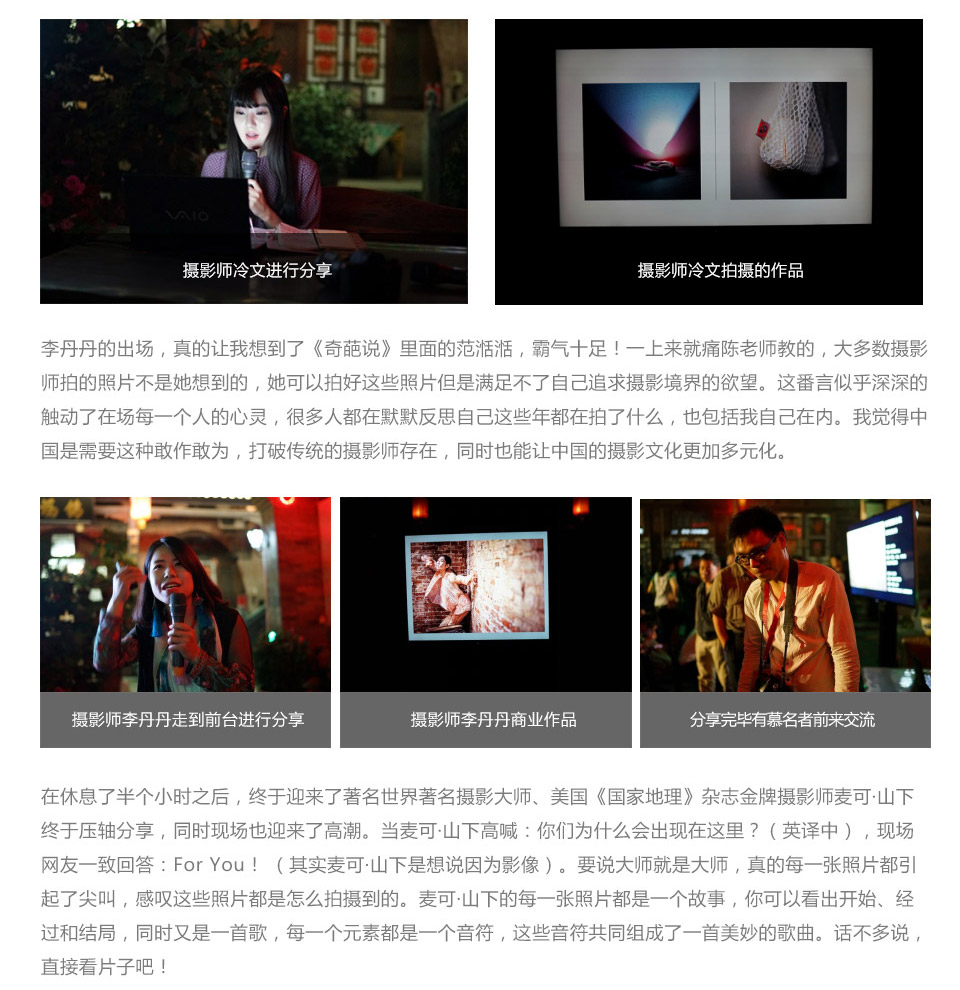 VAIO
摄影师冷文进行分享
摄影师冷文拍摄的作品
李丹丹的出场，真的让我想到了《奇葩说》里面的范湉湉，霸气十足！一上来就痛陈老师教的，大多数摄影
师拍的照片不是她想到的，她可以拍好这些照片但是满足不了自己追求摄影境界的欲望。这番言似乎深深的
触动了在场每一个人的心灵，很多人都在默默反思自己这些年都在拍了什么，也包括我自己在内。我觉得中
国是需要这种敢作敢为，打破传统的摄影师存在，同时也能让中国的摄影文化更加多元化。
摄影师李丹丹走到前台进行分享
摄影师李丹丹商业作品
分享完毕有慕名者前来交流
在休息了半个小时之后，终于迎来了著名世界著名摄影大师、美国《国家地理》杂志金牌摄影师麦可·山下
终于压轴分享，同时现场也迎来了高潮。当麦可·山下高喊：你们为什么会出现在这里？（英译中），现场
网友一致回答：For You！（其实麦可·山下是想说因为影像）。要说大师就是大师，真的每一张照片都引
起了尖叫，感叹这些照片都是怎么拍摄到的。麦可·山下的每一张照片都是一个故事，你可以看出开始、经
过和结局，同时又是一首歌，每一个元素都是一个音符，这些音符共同组成了一首美妙的歌曲。话不多说，
直接看片子吧！